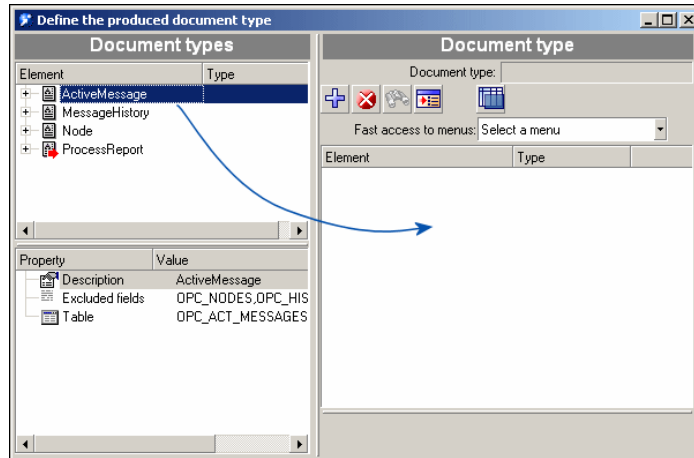 Define the produced document type
Document types
Element Type
ActiveMessage
MessageHistory
Node
ProcessReport
Property Value
Description ActiveMessage
Excluded fields OPC_NODES,OPC_HIS
Table OPC_ACT_MESSAGES
Document type
Document type:
Fast access to menus: Select a menu
Element Type